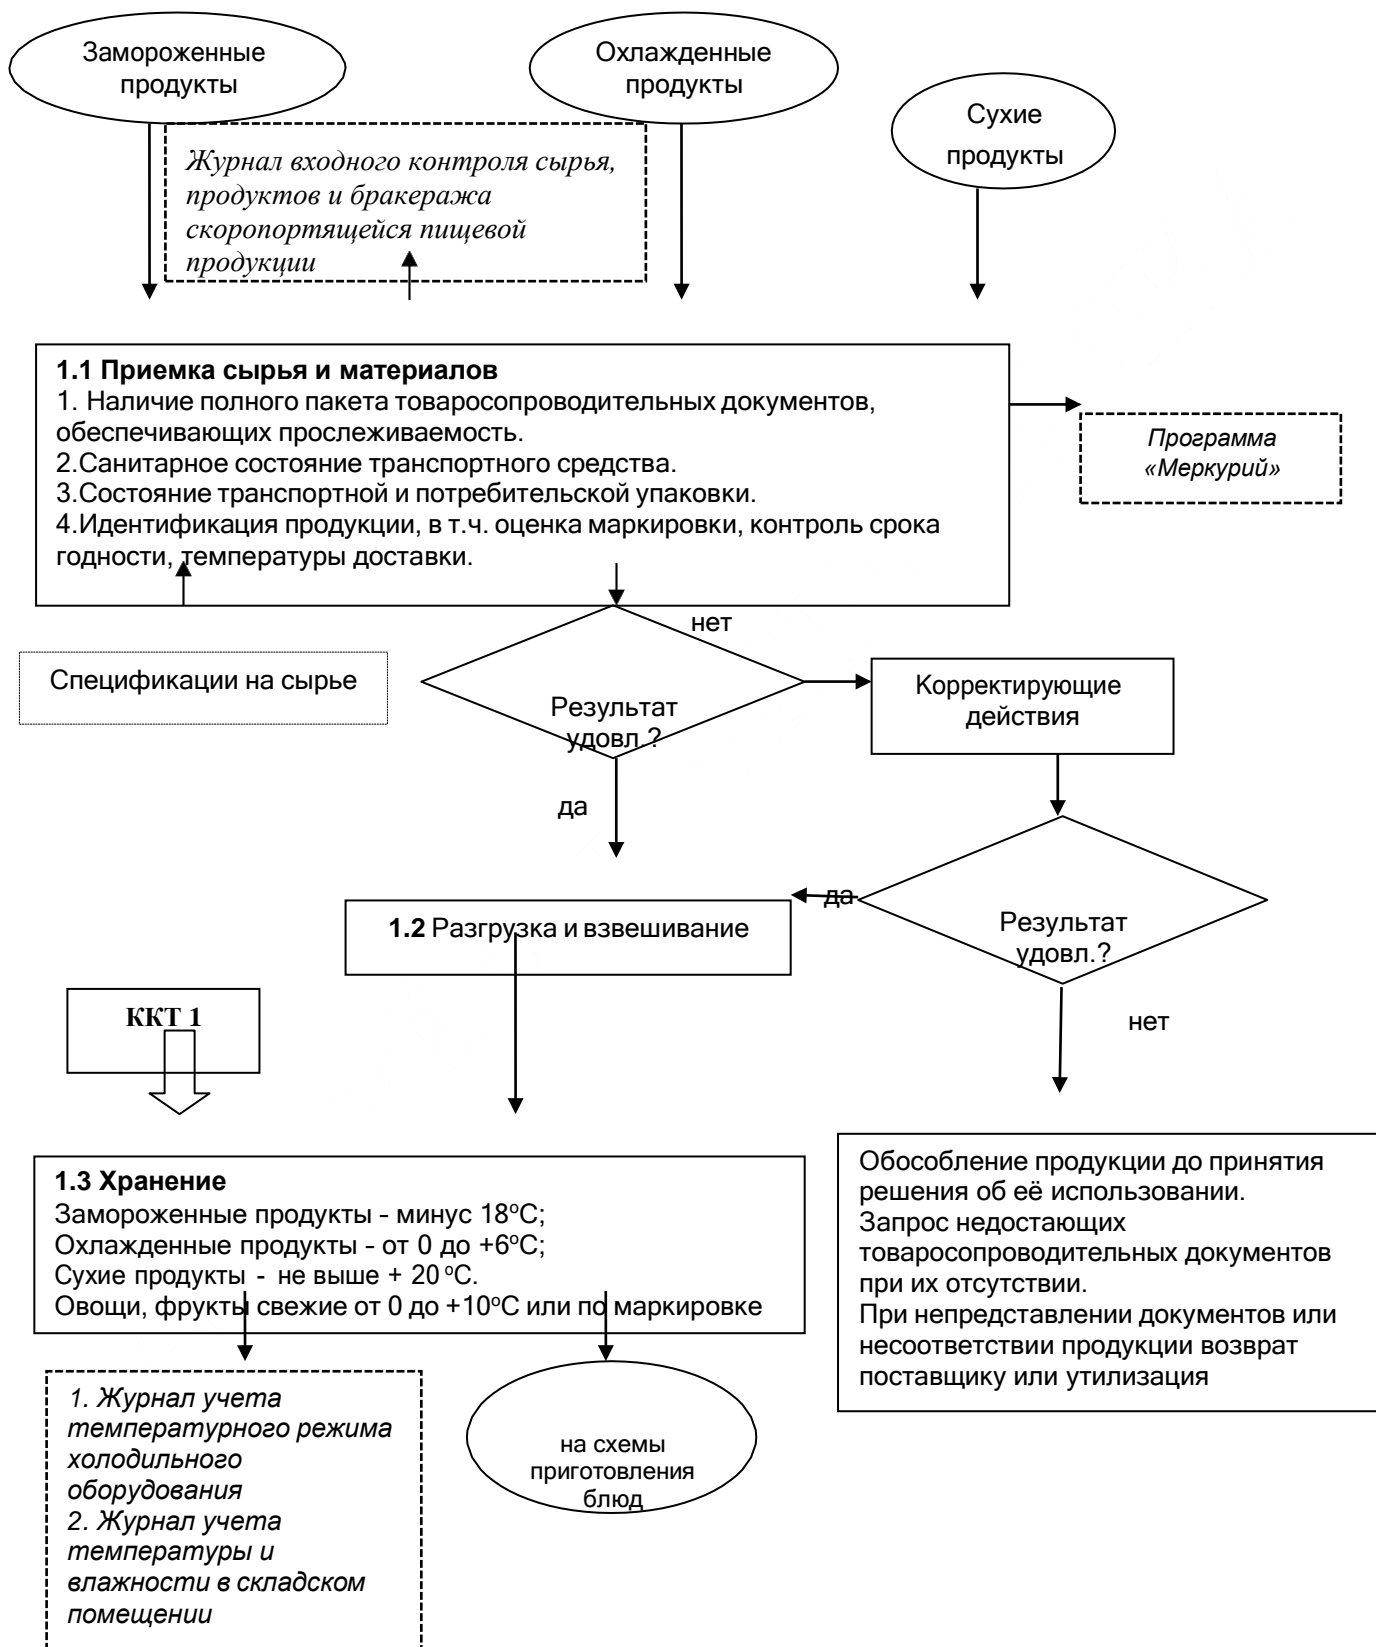 Замороженные
продукты
Охлажденные
продукты
Сухие
продукты
Журнал входного контроля сырья,
продуктов и бракеража
скоропортящейся пищевой
продукции
1.1 Приемка сырья и материалов
1. Наличие полного пакета товаросопроводительных документов,
обеспечивающих прослеживаемость.
2.Санитарное состояние транспортного средства.
3.Состояние транспортной и потребительской упаковки.
4.Идентификация продукции, в т.ч. оценка маркировки, контроль срока
годности, температуры доставки.
Программа
«Меркурий»
нет
Спецификации на сырье
Результат
удовл.?
Корректирующие
действия
да
да
Результат
удовл.?
1.2 Разгрузка и взвешивание
ККТ 1
нет
1.3 Хранение
Замороженные продукты – минус 18°С;
Охлажденные продукты – от 0 до +6°С;
Сухие продукты - не выше + 20 °С.
Овощи, фрукты свежие от 0 до +10°С или по маркировке
Обособление продукции до принятия
решения об её использовании.
Запрос недостающих
товаросопроводительных документов
при их отсутствии.
При непредставлении документов или
несоответствии продукции возврат
поставщику или утилизация
1. Журнал учета
температурного режима
холодильного
оборудования
2. Журнал учета
температуры и
влажности в складском
помещении
на схемы
приготовления
блюд